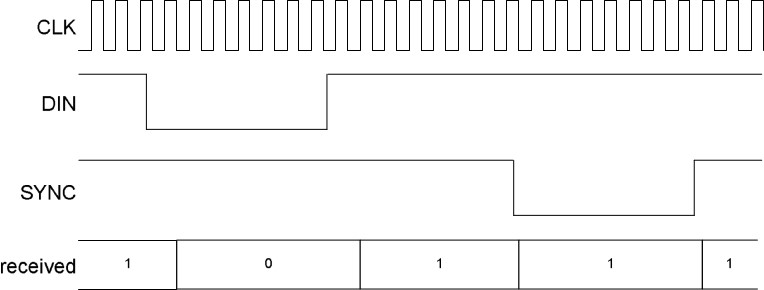 CLK
DIN
SYNC
received 1 0 1 1 1